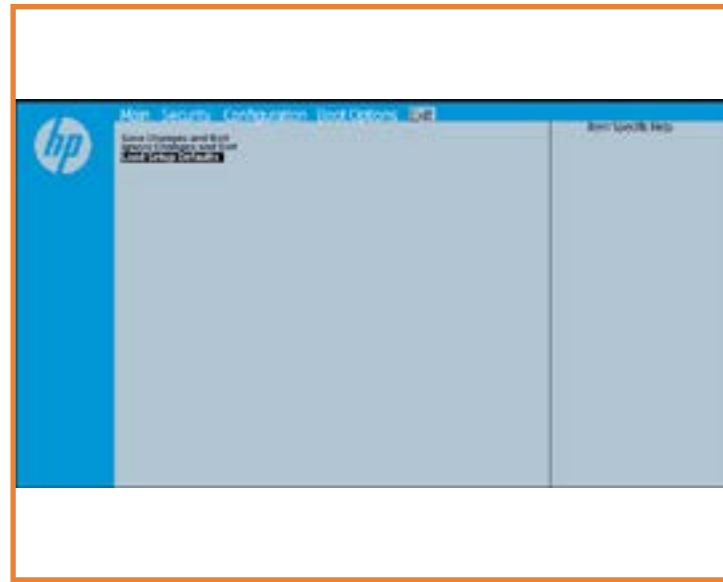 hp
Main Security Configuration Boot Options Exit
Item Specific Help
Save Changes and Exit
Ignore Changes and Exit
Load Setup Defaults